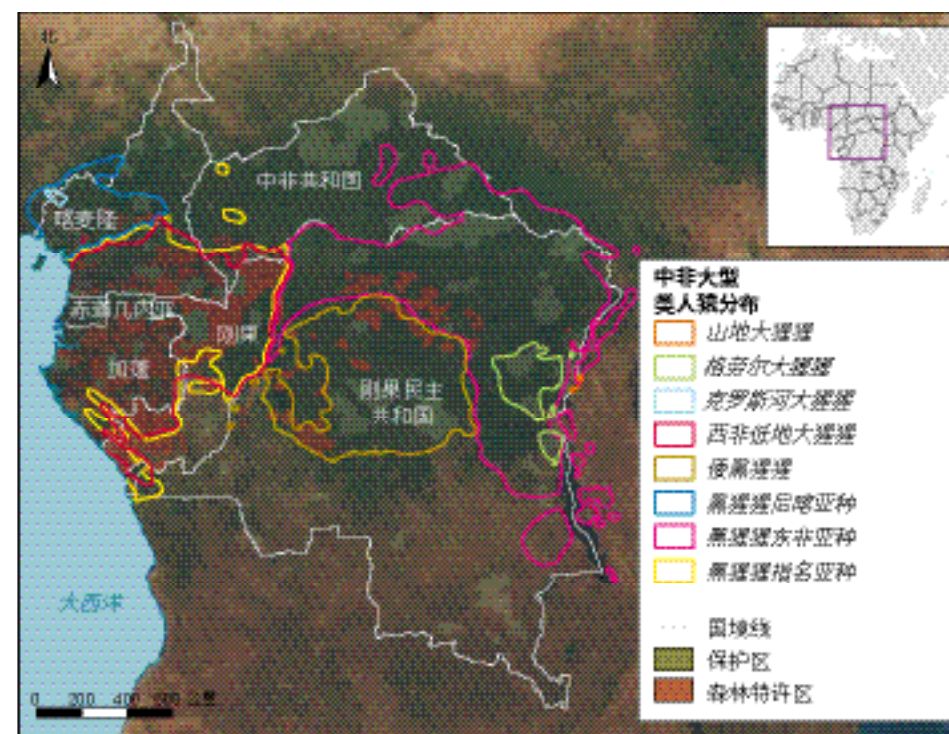 北
中非共和国
喀麦隆
赤道几内亚
刚果
加蓬
刚果民主
共和国
大西洋
0 200 400 600 公里
中非大型
类人猿分布
山地大猩猩
格劳尔大猩猩
克罗斯河大猩猩
西非低地大猩猩
倭黑猩猩
黑猩猩尼喀亚种
黑猩猩东非亚种
黑猩猩指名亚种
国境线
保护区
森林特许区